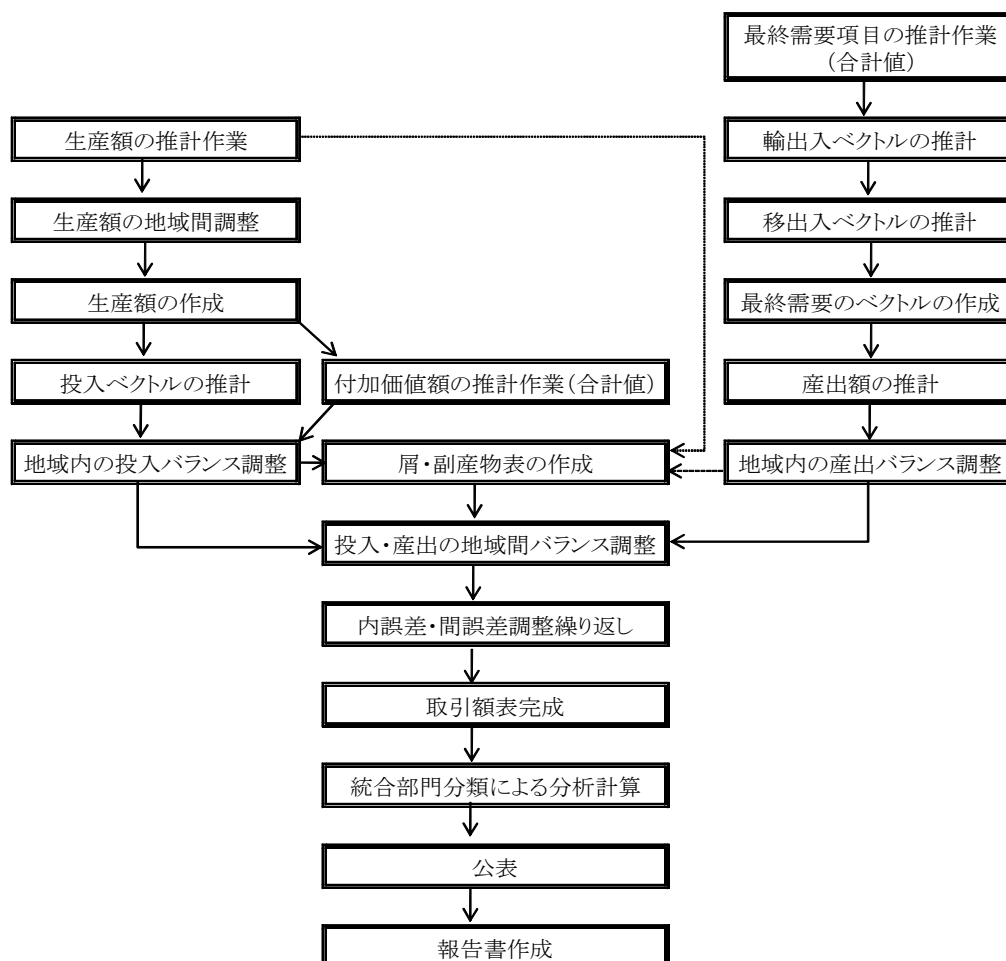 最終需要項目の推計作業
(合計値)
生産額の推計作業
輸出入ベクトルの推計
生産額の地域間調整
移出入ベクトルの推計
生産額の作成
最終需要のベクトルの作成
投入ベクトルの推計
付加価値額の推計作業(合計値)
産出額の推計
地域内の投入バランス調整
屑・副産物表の作成
地域内の産出バランス調整
投入・産出の地域間バランス調整
内誤差・間誤差調整繰り返し
取引額表完成
統合部門分類による分析計算
公表
報告書作成